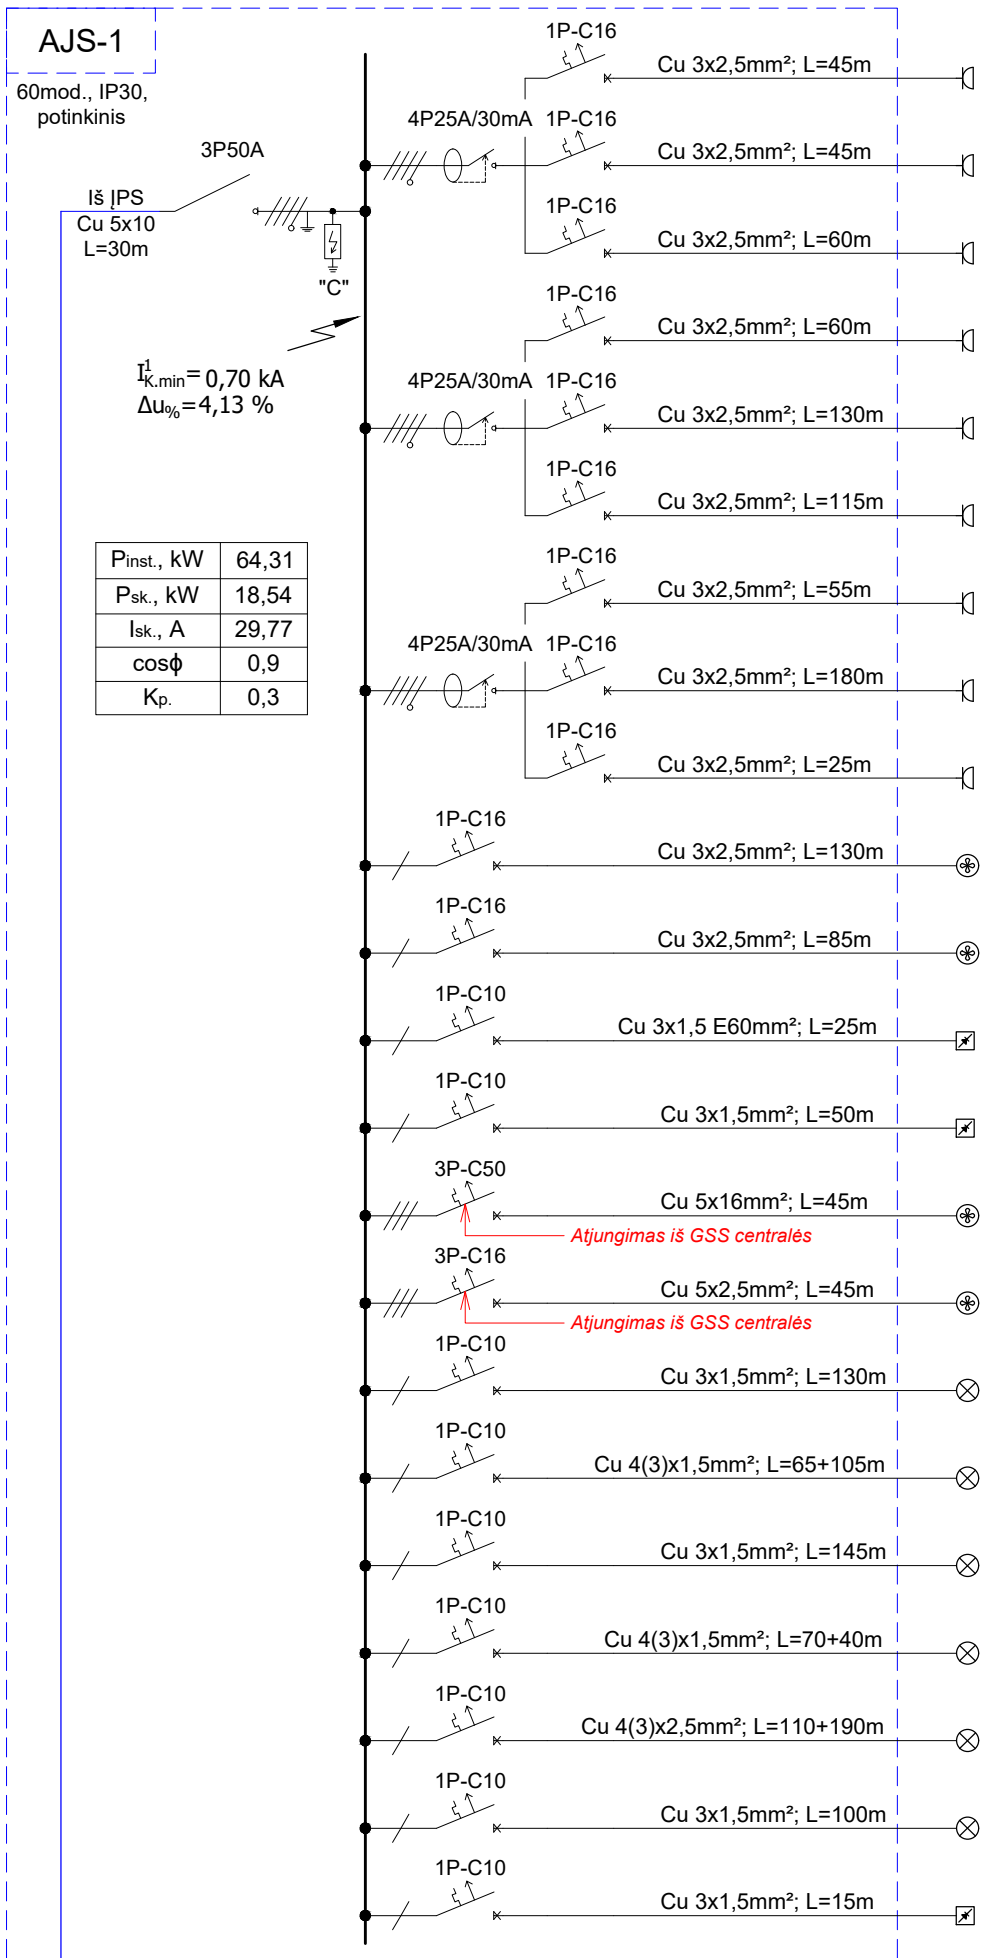 AJS-1
60mod., IP30,
potinkinis
3P50A
Iš ĮPS
Cu 5x10
L=30m
"C"
I¹K.min= 0,70 kA
Δu%=4,13 %
Pinst., kW 64,31
Psk., kW 18,54
Isk., A 29,77
cosϕ 0,9
Kp. 0,3
1P-C16
Cu 3x2,5mm²; L=45m
4P25A/30mA
1P-C16
Cu 3x2,5mm²; L=45m
1P-C16
Cu 3x2,5mm²; L=60m
1P-C16
Cu 3x2,5mm²; L=60m
4P25A/30mA
1P-C16
Cu 3x2,5mm²; L=130m
1P-C16
Cu 3x2,5mm²; L=115m
1P-C16
Cu 3x2,5mm²; L=55m
4P25A/30mA
1P-C16
Cu 3x2,5mm²; L=180m
1P-C16
Cu 3x2,5mm²; L=25m
1P-C16
Cu 3x2,5mm²; L=130m
1P-C16
Cu 3x2,5mm²; L=85m
1P-C10
Cu 3x1,5 E60mm²; L=25m
1P-C10
Cu 3x1,5mm²; L=50m
3P-C50
Cu 5x16mm²; L=45m
Atjungimas iš GSS centralės
3P-C16
Cu 5x2,5mm²; L=45m
Atjungimas iš GSS centralės
1P-C10
Cu 3x1,5mm²; L=130m
1P-C10
Cu 4(3)x1,5mm²; L=65+105m
1P-C10
Cu 3x1,5mm²; L=145m
1P-C10
Cu 4(3)x1,5mm²; L=70+40m
1P-C10
Cu 4(3)x2,5mm²; L=110+190m
1P-C10
Cu 3x1,5mm²; L=100m
1P-C10
Cu 3x1,5mm²; L=15m